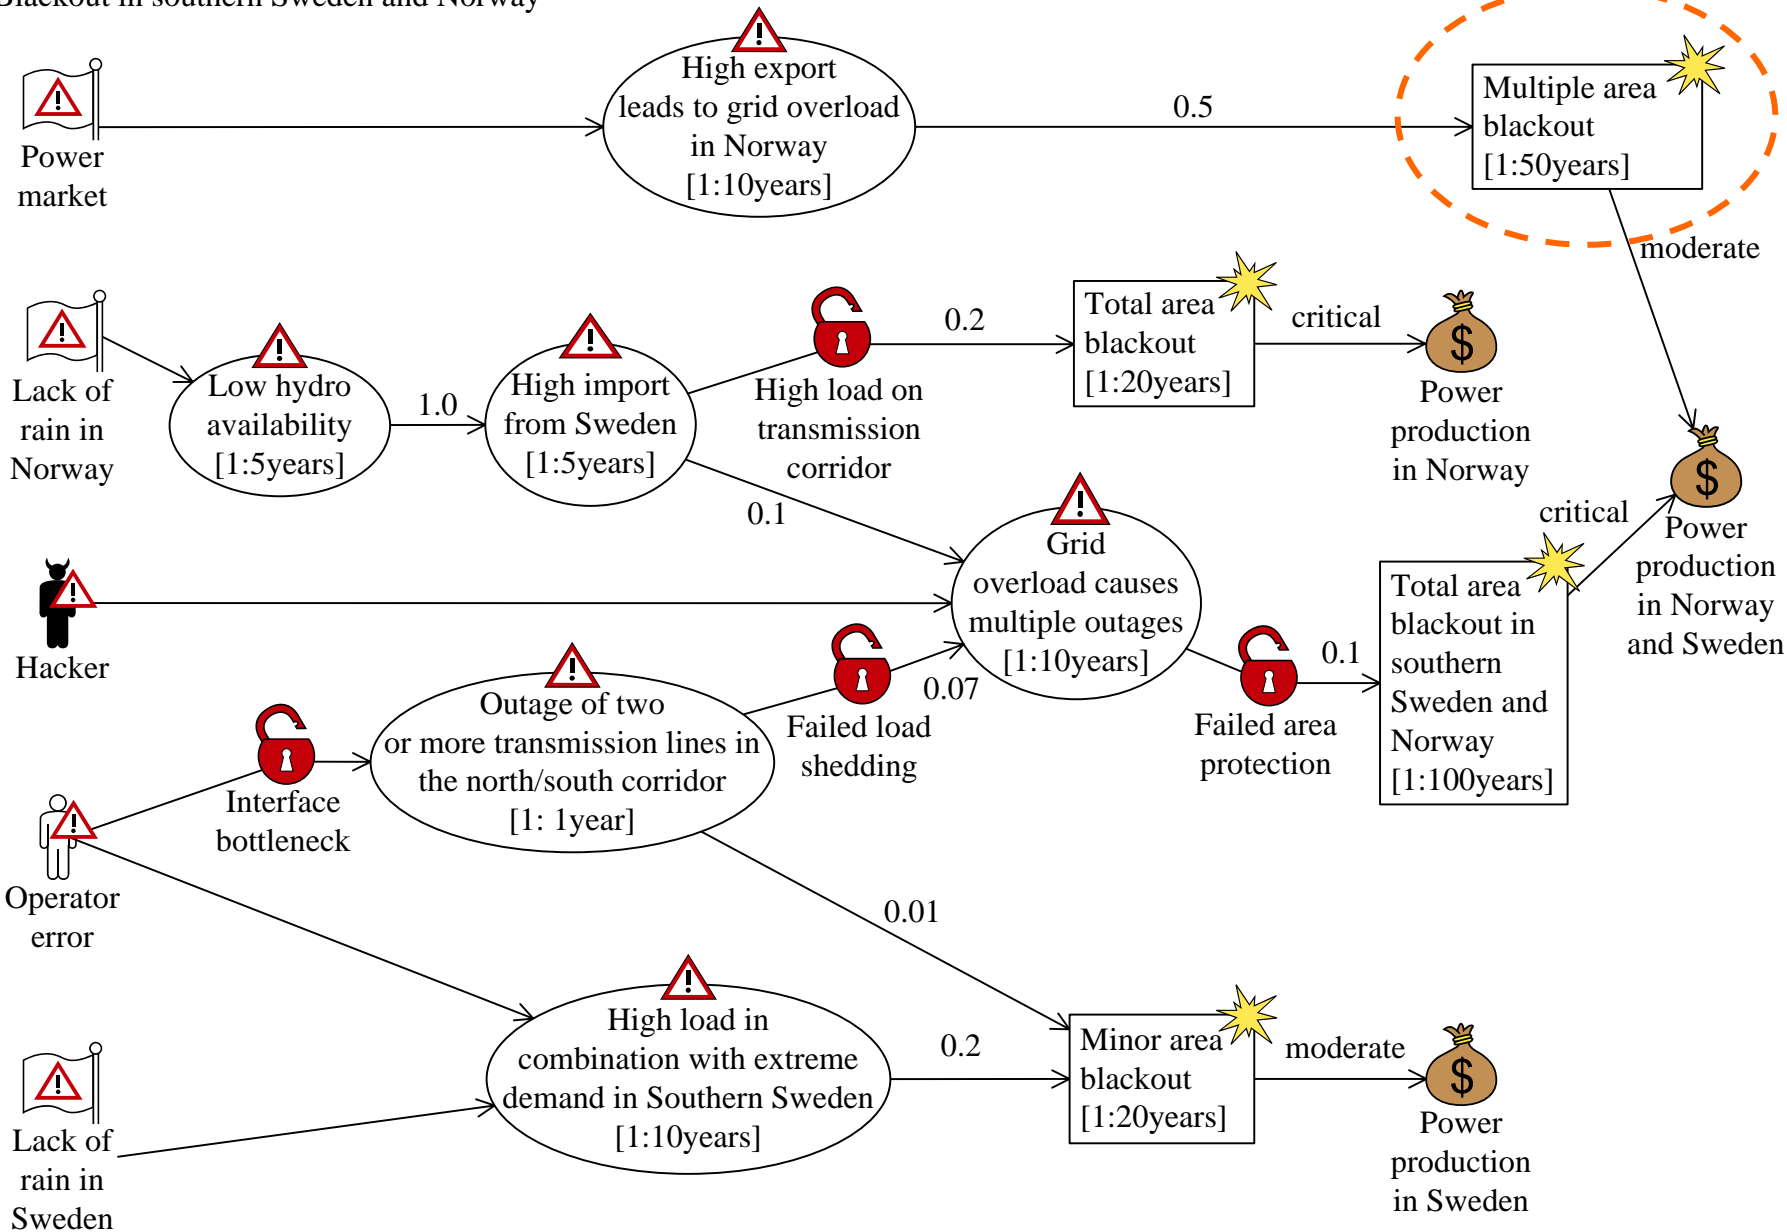 Blackout in southern Sweden and Norway
Power
market
High export
leads to grid overload
in Norway
[1:10years]
0.5
Multiple area
blackout
[1:50years]
moderate
Lack of
rain in
Norway
Low hydro
availability
[1:5years]
1.0
High import
from Sweden
[1:5years]
High load on
transmission
corridor
0.2
Total area
blackout
[1:20years]
critical
$
Power
production
in Norway
0.1
Hacker
Grid
overload causes
multiple outages
[1:10years]
Failed area
protection
0.1
Total area
blackout in
southern
Sweden and
Norway
[1:100years]
critical
$
Power
production
in Norway
and Sweden
Operator
error
Interface
bottleneck
Outage of two
or more transmission lines in
the north/south corridor
[1: 1year]
Failed load
shedding
0.07
0.01
Lack of
rain in
Sweden
High load in
combination with extreme
demand in Southern Sweden
[1:10years]
0.2
Minor area
blackout
[1:20years]
moderate
$
Power
production
in Sweden